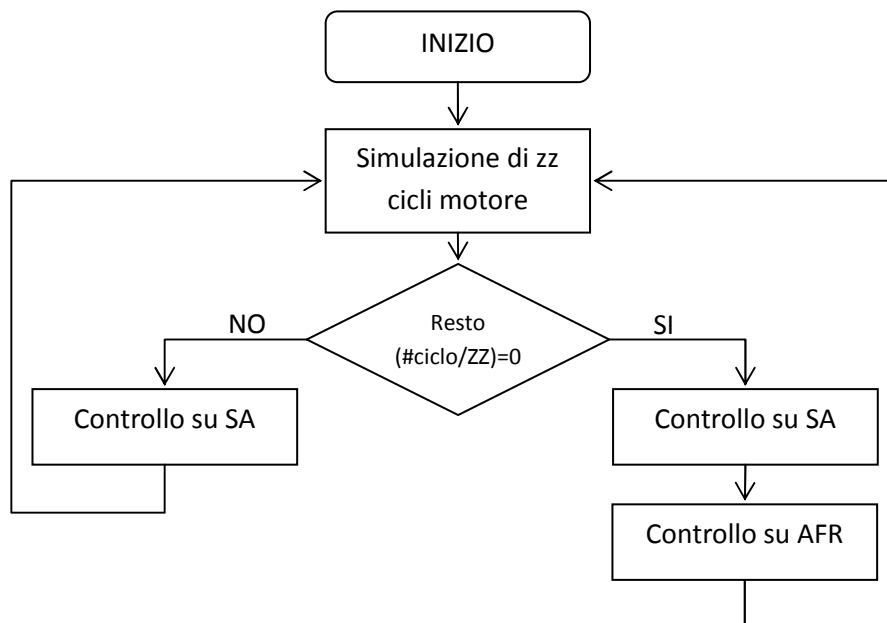 INIZIO
Simulazione di zz
cicli motore
NO
Resto
(#ciclo/ZZ)=0
SI
Controllo su SA
Controllo su SA
Controllo su AFR